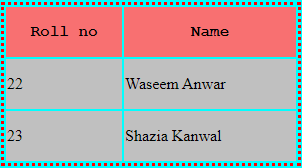 Roll no Name
22 Waseem Anwar
23 Shazia Kanwal